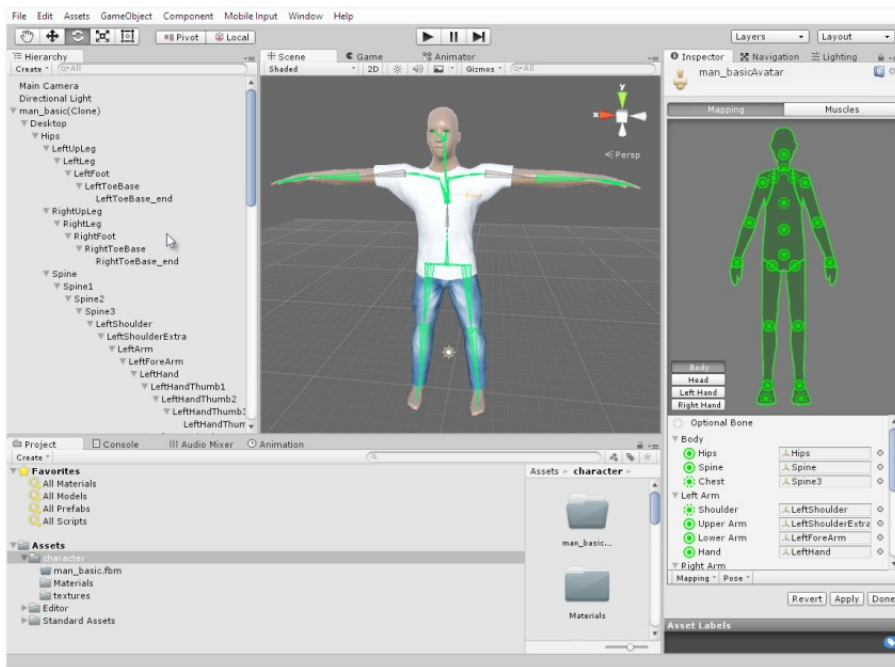 File Edit Assets GameObject Component Mobile Input Window Help
Pivot Local Layers Layout
Hierarchy
Create All
Main Camera
Directional Light
man_basic(Clone)
Desktop
Hips
LeftUpLeg
LeftLeg
LeftFoot
LeftToeBase
LeftToeBase_end
RightUpLeg
RightLeg
RightFoot
RightToeBase
RightToeBase_end
Spine
Spine1
Spine2
Spine3
LeftShoulder
LeftShoulderExtra
LeftArm
LeftForeArm
LeftHand
LeftHandThumb1
LeftHandThumb2
LeftHandThumb3
LeftHandThum
Scene Game Animator
Shaded 2D Gizmos All
y
x
Persp
Inspector Navigation Lighting
man_basicAvatar
Mapping Muscles
Body
Head
Left Hand
Right Hand
Optional Bone
Body
Hips Hips
Spine Spine
Chest Spine3
Left Arm
Shoulder LeftShoulder
Upper Arm LeftShoulderExtra
Lower Arm LeftForeArm
Hand LeftHand
Right Arm
Mapping Pose
Revert Apply Done
Asset Labels
Project Console Audio Mixer Animation
Create
Favorites
All Materials
All Models
All Prefabs
All Scripts
Assets
character
man_basic.fbm
Materials
textures
Editor
Standard Assets
Assets character
man_basic...
Materials